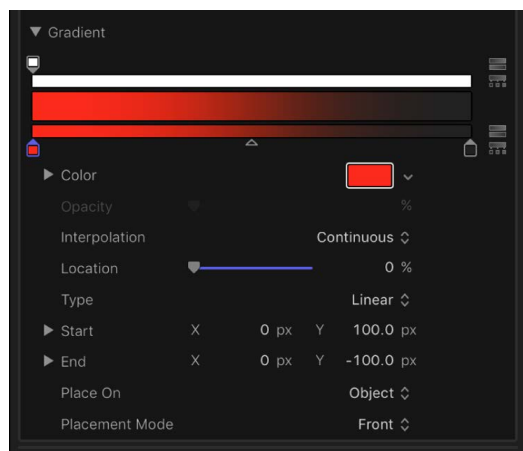 Gradient
Color
Opacity %
Interpolation Continuous
Location 0 %
Type Linear
Start X 0 px Y 100.0 px
End X 0 px Y -100.0 px
Place On Object
Placement Mode Front